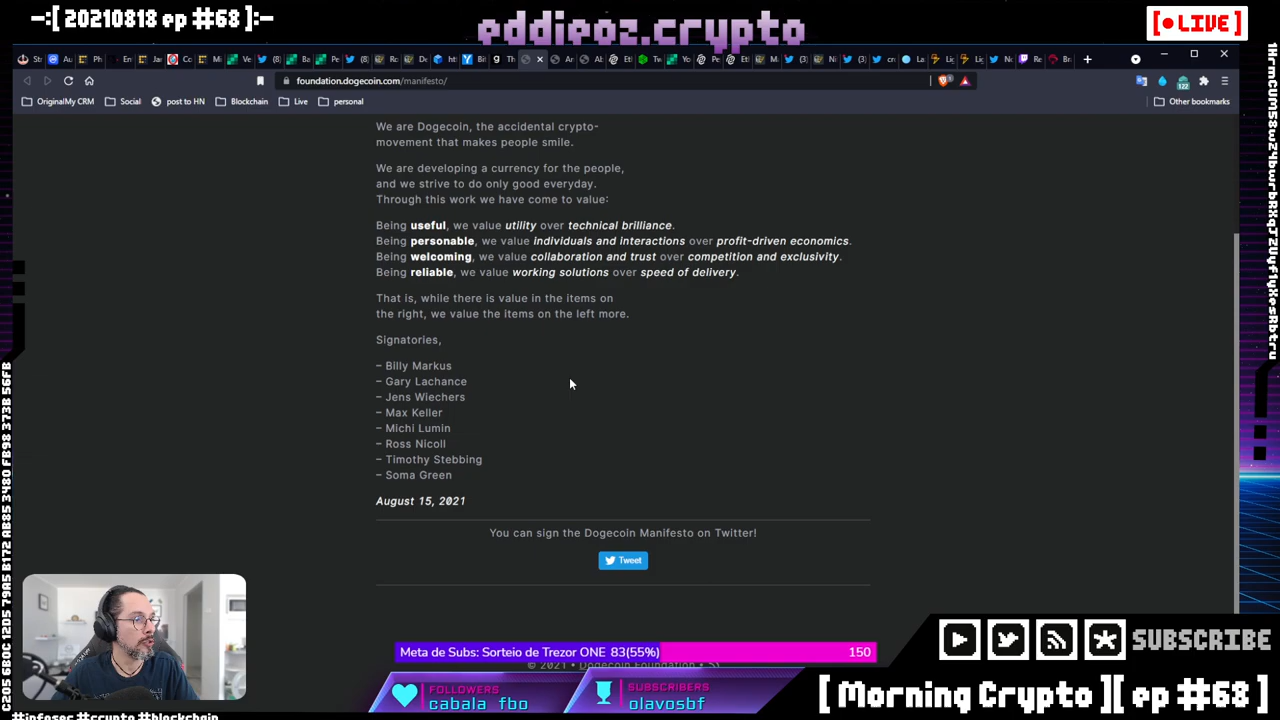 -:[ 20210818 ep #68]:-
eddieoz.crypto
[● LIVE]
foundation.dogecoin.com/manifesto/
OriginalMy CRM
Social
post to HN
Blockchain
Live
personal
Other bookmarks
We are Dogecoin, the accidental crypto-
movement that makes people smile.
We are developing a currency for the people,
and we strive to do only good everyday.
Through this work we have come to value:
Being useful, we value utility over technical brilliance.
Being personable, we value individuals and interactions over profit-driven economics.
Being welcoming, we value collaboration and trust over competition and exclusivity.
Being reliable, we value working solutions over speed of delivery.
That is, while there is value in the items on
the right, we value the items on the left more.
Signatories,
– Billy Markus
– Gary Lachance
– Jens Wiechers
– Max Keller
– Michi Lumin
– Ross Nicoll
– Timothy Stebbing
– Soma Green
August 15, 2021
You can sign the Dogecoin Manifesto on Twitter!
Tweet
Meta de Subs: Sorteio de Trezor ONE 83(55%) 150
© 2021 • Dogecoin Foundation •
FOLLOWERS
cabala_fbo
SUBSCRIBERS
olavosbf
SUBSCRIBE
[ Morning Crypto ][ ep #68 ]
#infosec #crypto #blockchain